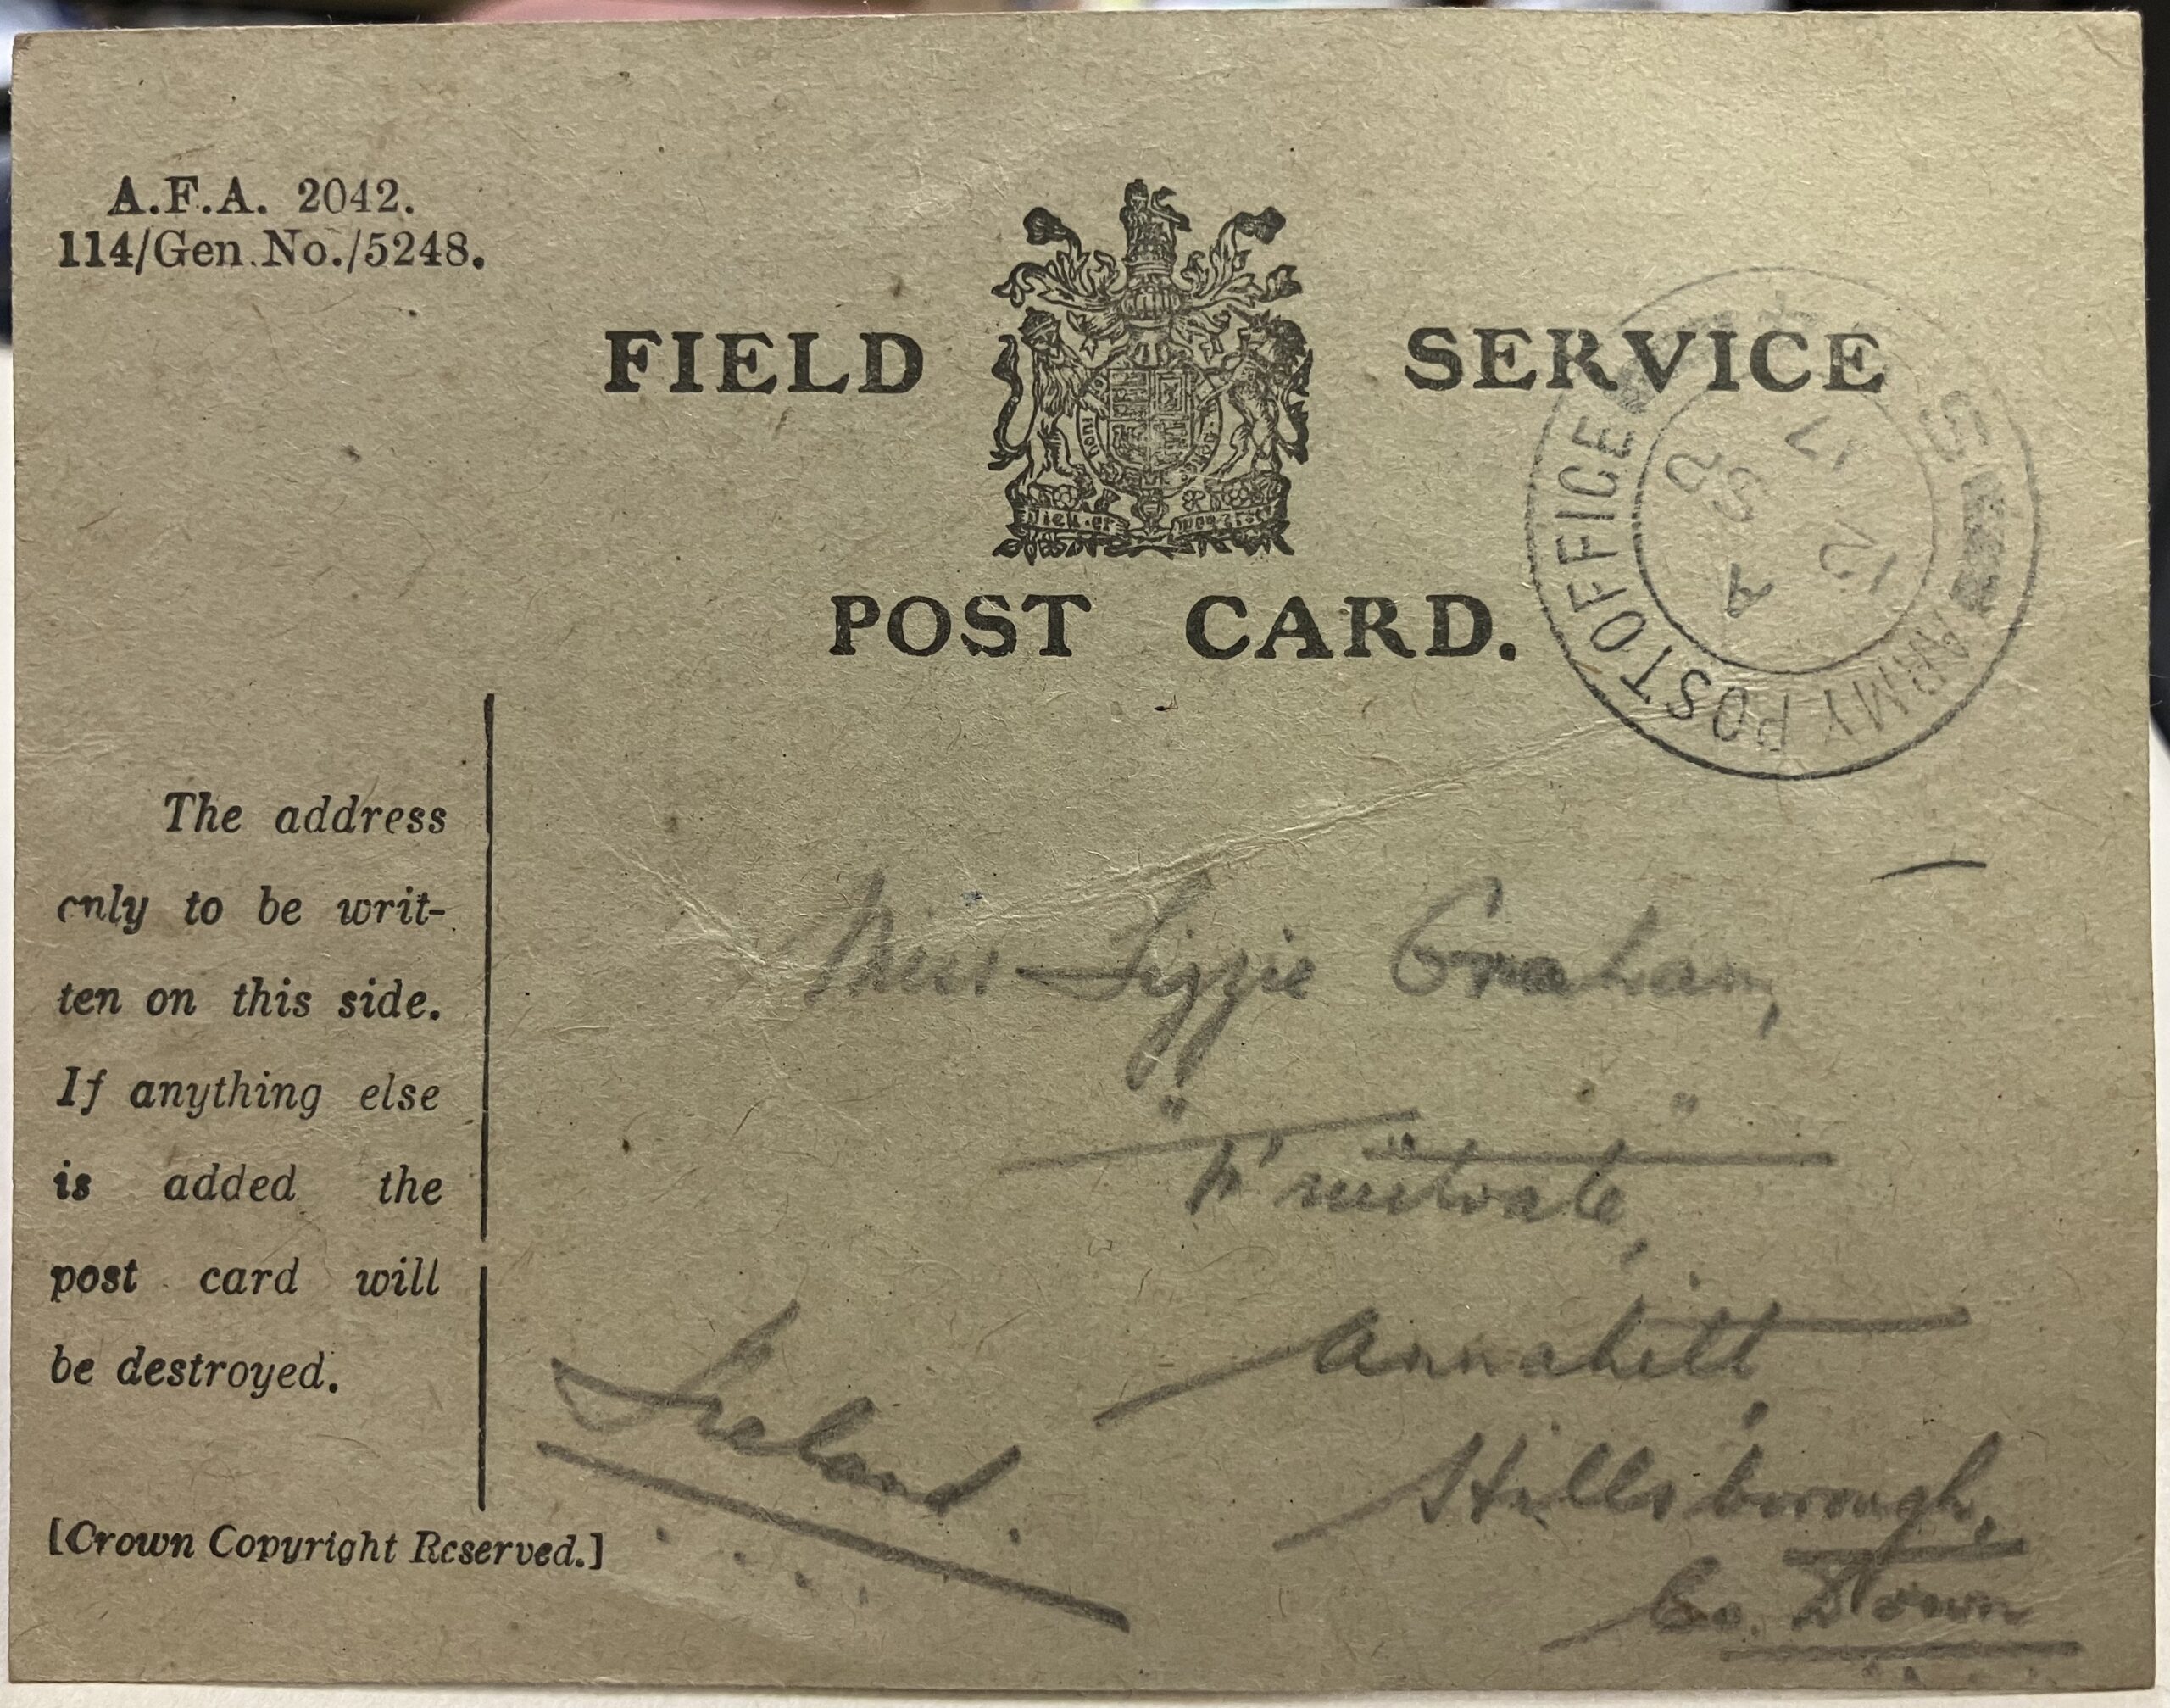 A.F.A. 2042.
114/Gen.No./5248.
FIELD SERVICE
POST CARD.
ARMY POST OFFICE
A
12
SP
17
The address
only to be writ-
ten on this side.
If anything else
is added the
post card will
be destroyed.
[Crown Copyright Reserved.]
Miss Lizzie Graham,
"Fruitvale",
Annahilt,
Hillsborough,
Co. Down
Ireland.